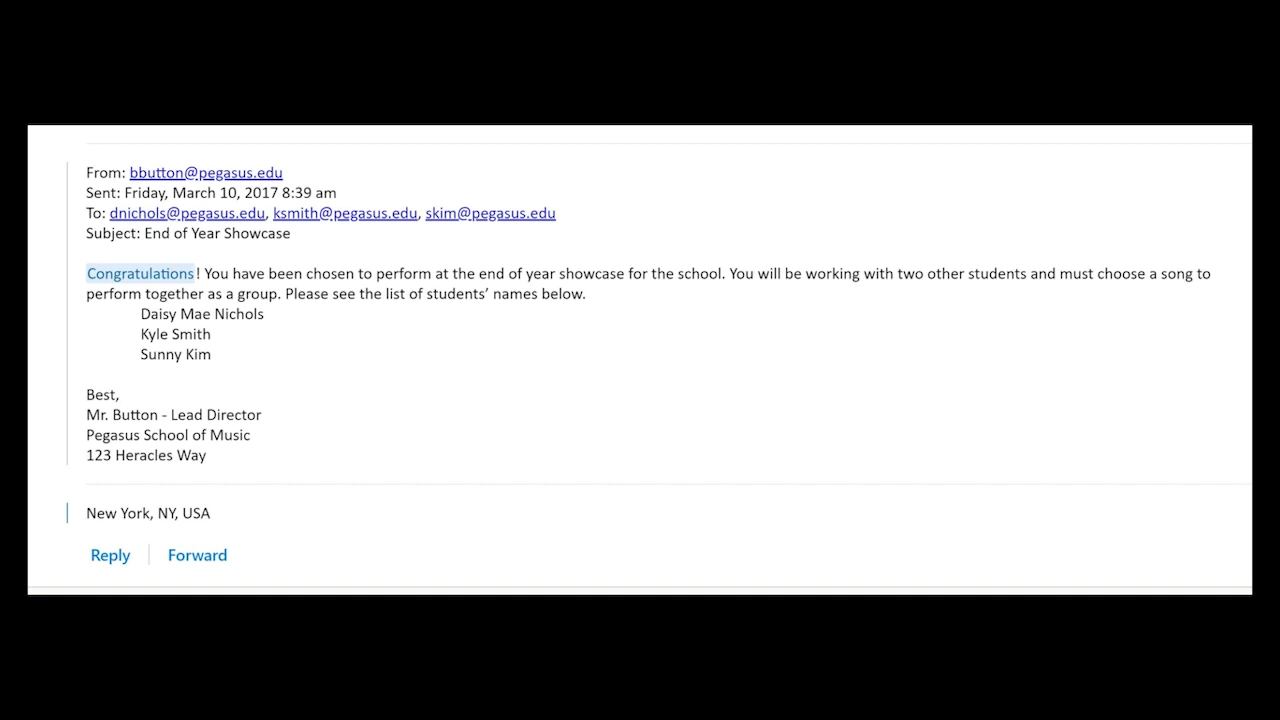 From: bbutton@pegasus.edu
Sent: Friday, March 10, 2017 8:39 am
To: dnichols@pegasus.edu, ksmith@pegasus.edu, skim@pegasus.edu
Subject: End of Year Showcase
Congratulations! You have been chosen to perform at the end of year showcase for the school. You will be working with two other students and must choose a song to
perform together as a group. Please see the list of students’ names below.
Daisy Mae Nichols
Kyle Smith
Sunny Kim
Best,
Mr. Button - Lead Director
Pegasus School of Music
123 Heracles Way
New York, NY, USA
Reply Forward